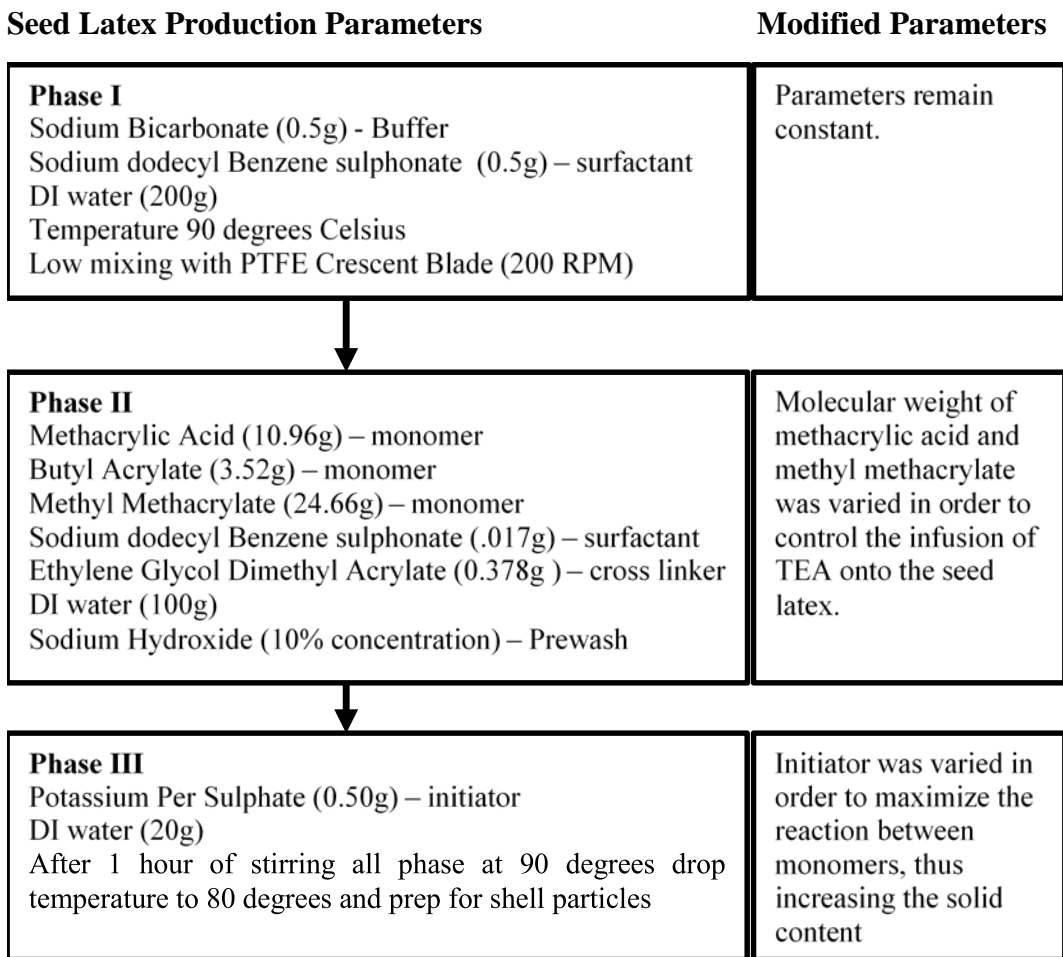 Seed Latex Production Parameters
Modified Parameters
Phase I
Sodium Bicarbonate (0.5g) - Buffer
Sodium dodecyl Benzene sulphonate (0.5g) – surfactant
DI water (200g)
Temperature 90 degrees Celsius
Low mixing with PTFE Crescent Blade (200 RPM)
Parameters remain
constant.
Phase II
Methacrylic Acid (10.96g) – monomer
Butyl Acrylate (3.52g) – monomer
Methyl Methacrylate (24.66g) – monomer
Sodium dodecyl Benzene sulphonate (.017g) – surfactant
Ethylene Glycol Dimethyl Acrylate (0.378g ) – cross linker
DI water (100g)
Sodium Hydroxide (10% concentration) – Prewash
Molecular weight of
methacrylic acid and
methyl methacrylate
was varied in order to
control the infusion of
TEA onto the seed
latex.
Phase III
Potassium Per Sulphate (0.50g) – initiator
DI water (20g)
After 1 hour of stirring all phase at 90 degrees drop
temperature to 80 degrees and prep for shell particles
Initiator was varied in
order to maximize the
reaction between
monomers, thus
increasing the solid
content